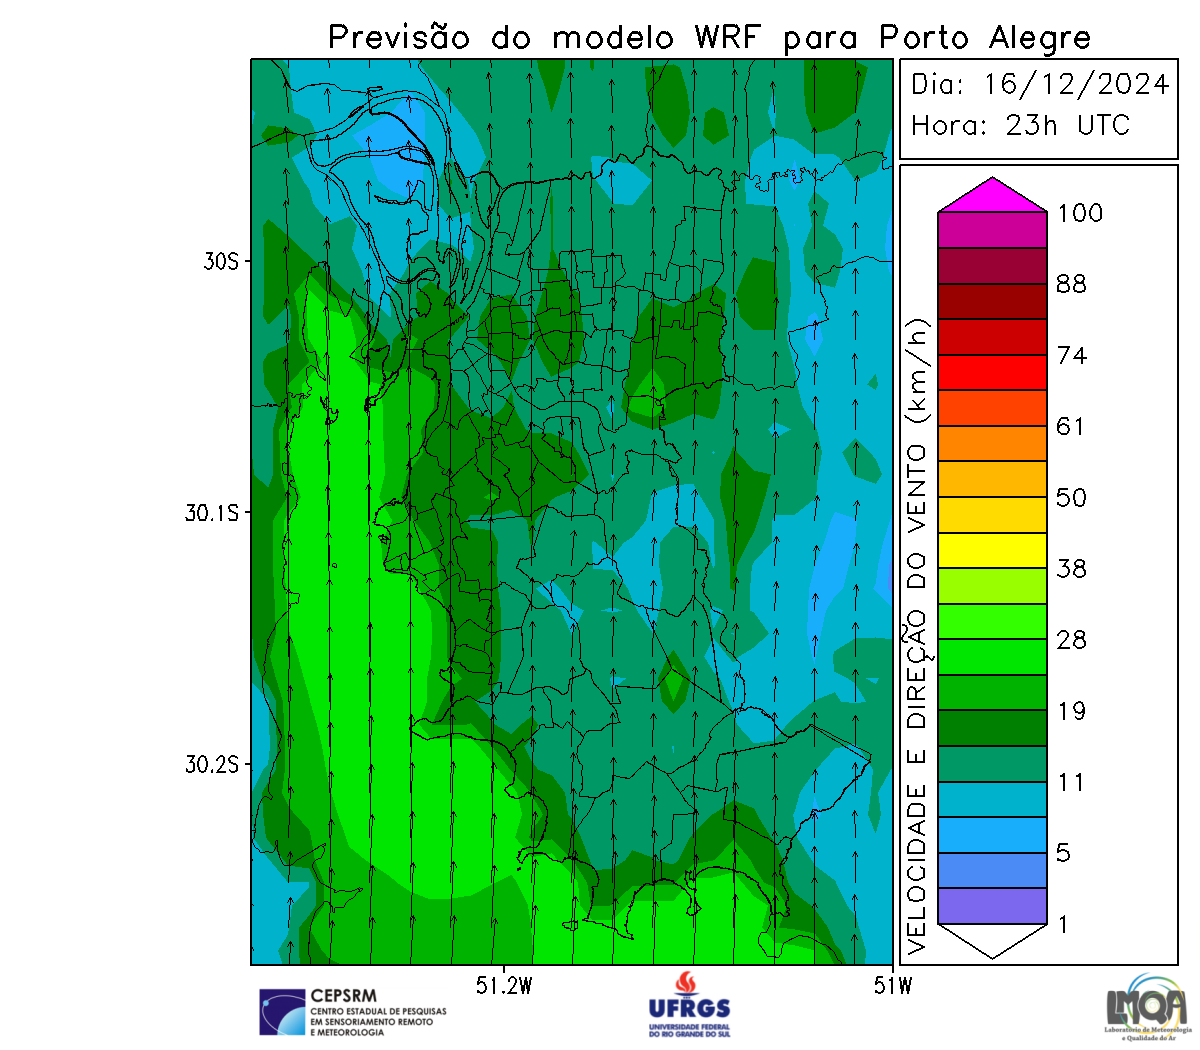 Previsão do modelo WRF para Porto Alegre
Dia: 16/12/2024
Hora: 23h UTC
VELOCIDADE E DIREÇÃO DO VENTO (km/h)
100
88
74
61
50
38
28
19
11
5
1
30S
30.1S
30.2S
51.2W
51W
CEPSRM
CENTRO ESTADUAL DE PESQUISAS
EM SENSORIAMENTO REMOTO
E METEOROLOGIA
UFRGS
UNIVERSIDADE FEDERAL
DO RIO GRANDE DO SUL
LMQA
Laboratório de Meteorologia
e Qualidade do Ar